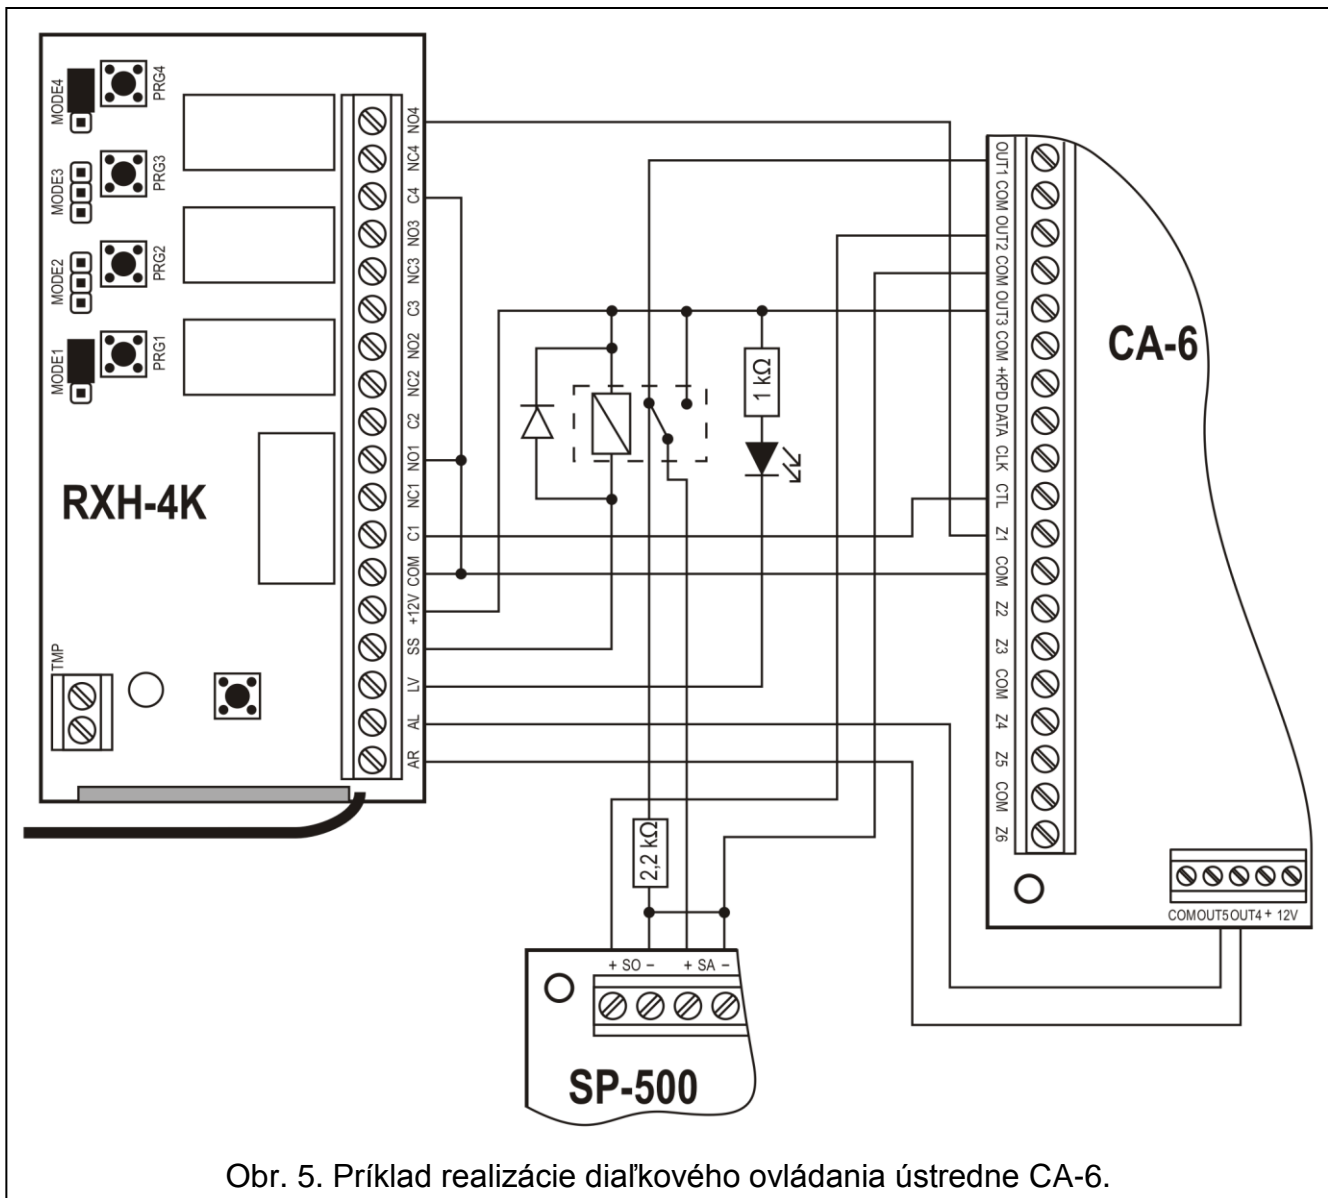 MODE4
PRG4
MODE3
PRG3
MODE2
PRG2
MODE1
PRG1
RXH-4K
TMP
NO4
NC4
C4
NO3
NC3
C3
NO2
NC2
C2
NO1
NC1
C1
COM
+12V
SS
LV
AL
AR
1 kΩ
2,2 kΩ
OUT1
COM
OUT2
COM
OUT3
COM
+KPD
DATA
CLK
CTL
Z1
COM
Z2
Z3
COM
Z4
Z5
COM
Z6
CA-6
COM OUT5 OUT4 + 12V
+ SO − + SA −
SP-500
Obr. 5. Príklad realizácie diaľkového ovládania ústredne CA-6.